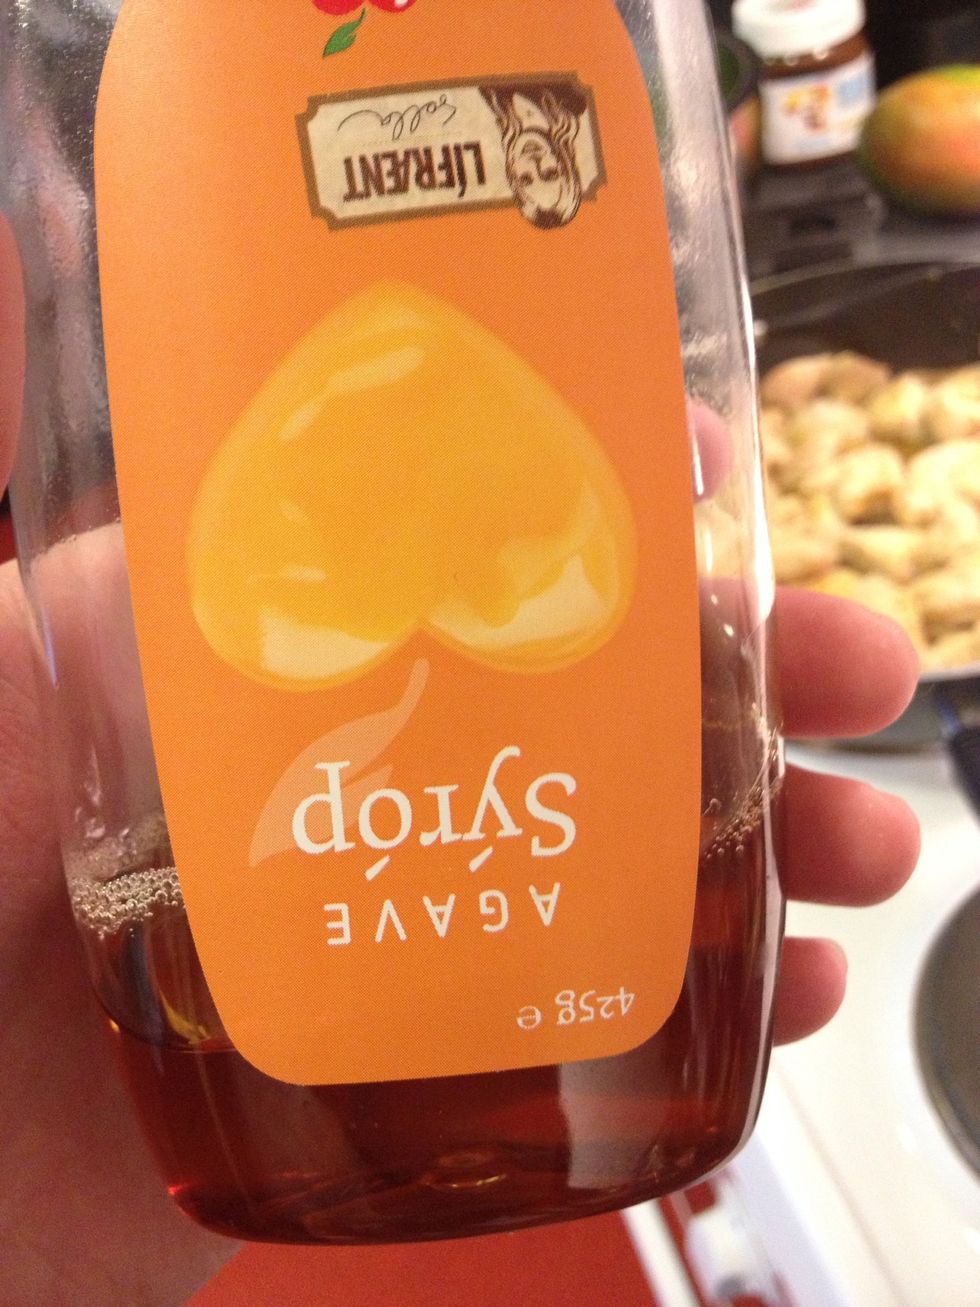 425g e
AGAVE
Sýróp
LÍFRÆNT
Solla